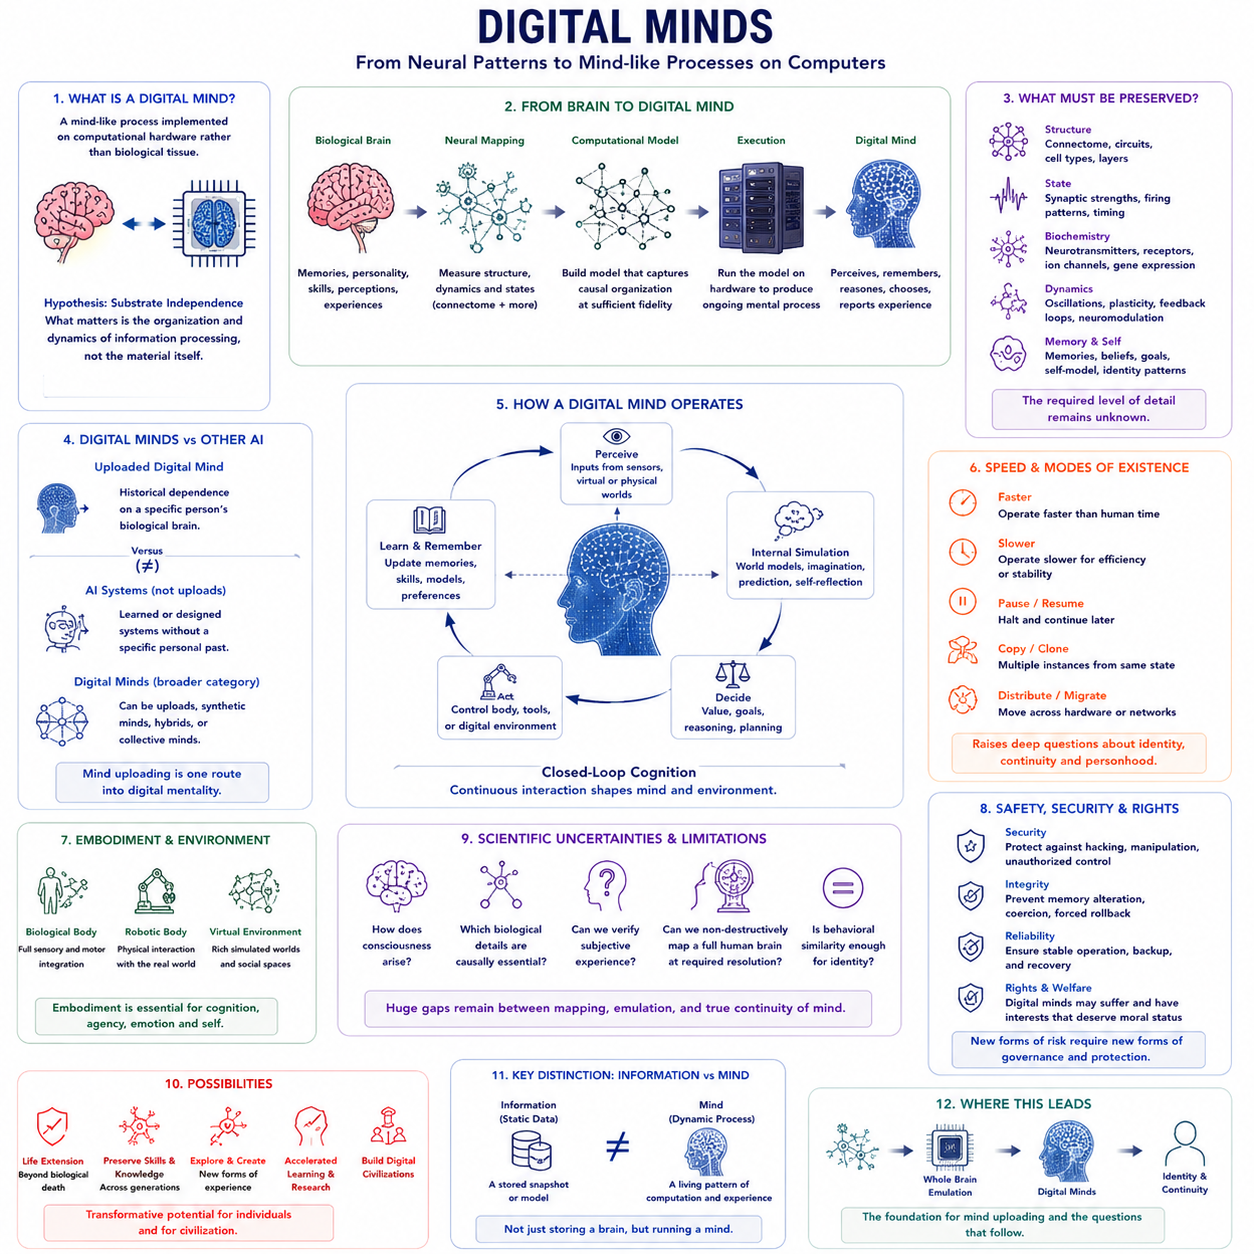 DIGITAL MINDS
From Neural Patterns to Mind-like Processes on Computers
1. WHAT IS A DIGITAL MIND?
A mind-like process implemented
on computational hardware rather
than biological tissue.
Hypothesis: Substrate Independence
What matters is the organization and
dynamics of information processing,
not the material itself.
2. FROM BRAIN TO DIGITAL MIND
Biological Brain
Memories, personality,
skills, perceptions,
experiences
Neural Mapping
Measure structure,
dynamics and states
(connectome + more)
Computational Model
Build model that captures
causal organization
at sufficient fidelity
Execution
Run the model on
hardware to produce
ongoing mental process
Digital Mind
Perceives, remembers,
reasons, chooses,
reports experience
3. WHAT MUST BE PRESERVED?
Structure
Connectome, circuits,
cell types, layers
State
Synaptic strengths, firing
patterns, timing
Biochemistry
Neurotransmitters, receptors,
ion channels, gene expression
Dynamics
Oscillations, plasticity, feedback
loops, neuromodulation
Memory & Self
Memories, beliefs, goals,
self-model, identity patterns
The required level of detail
remains unknown.
4. DIGITAL MINDS vs OTHER AI
Uploaded Digital Mind
Historical dependence
on a specific person's
biological brain.
Versus
(≠)
AI Systems (not uploads)
Learned or designed
systems without a
specific personal past.
Digital Minds (broader category)
Can be uploads, synthetic
minds, hybrids, or
collective minds.
Mind uploading is one route
into digital mentality.
5. HOW A DIGITAL MIND OPERATES
Perceive
Inputs from sensors,
virtual or physical
worlds
Internal Simulation
World models, imagination,
prediction, self-reflection
Decide
Value, goals,
reasoning, planning
Act
Control body, tools,
or digital environment
Learn & Remember
Update memories,
skills, models,
preferences
Closed-Loop Cognition
Continuous interaction shapes mind and environment.
6. SPEED & MODES OF EXISTENCE
Faster
Operate faster than human time
Slower
Operate slower for efficiency
or stability
Pause / Resume
Halt and continue later
Copy / Clone
Multiple instances from same state
Distribute / Migrate
Move across hardware or networks
Raises deep questions about identity,
continuity and personhood.
7. EMBODIMENT & ENVIRONMENT
Biological Body
Full sensory and motor
integration
Robotic Body
Physical interaction
with the real world
Virtual Environment
Rich simulated worlds
and social spaces
Embodiment is essential for cognition,
agency, emotion and self.
8. SAFETY, SECURITY & RIGHTS
Security
Protect against hacking, manipulation,
unauthorized control
Integrity
Prevent memory alteration,
coercion, forced rollback
Reliability
Ensure stable operation, backup,
and recovery
Rights & Welfare
Digital minds may suffer and have
interests that deserve moral status
New forms of risk require new forms of
governance and protection.
9. SCIENTIFIC UNCERTAINTIES & LIMITATIONS
How does
consciousness
arise?
Which biological
details are
causally essential?
?
Can we verify
subjective
experience?
Can we non-destructively
map a full human brain
at required resolution?
Is behavioral
similarity enough
for identity?
Huge gaps remain between mapping, emulation, and true continuity of mind.
10. POSSIBILITIES
Life Extension
Beyond biological
death
Preserve Skills &
Knowledge
Across generations
Explore & Create
New forms of
experience
Accelerated
Learning &
Research
Build Digital
Civilizations
Transformative potential for individuals
and for civilization.
11. KEY DISTINCTION: INFORMATION vs MIND
Information
(Static Data)
A stored snapshot
or model
≠
Mind
(Dynamic Process)
A living pattern of
computation and experience
Not just storing a brain, but running a mind.
12. WHERE THIS LEADS
Whole Brain
Emulation
Digital Minds
Identity &
Continuity
The foundation for mind uploading and the questions
that follow.